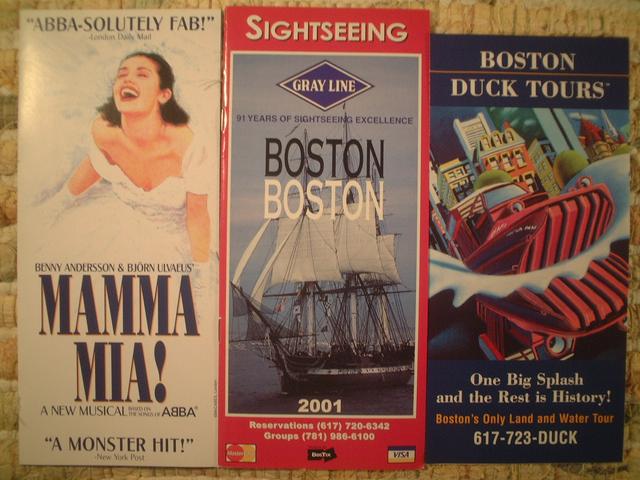 "ABBA-SOLUTELY FAB!"
-London Daily Mail
BENNY ANDERSSON & BJÖRN ULVAEUS'
MAMMA
MIA!
A NEW MUSICAL BASED ON THE SONGS OF ABBA®
"A MONSTER HIT!"
-New York Post
SIGHTSEEING
GRAY LINE
91 YEARS OF SIGHTSEEING EXCELLENCE
BOSTON
BOSTON
2001
Reservations (617) 720-6342
Groups (781) 986-6100
MasterCard
BosTix
VISA
BOSTON
DUCK TOURS™
One Big Splash
and the Rest is History!
Boston's Only Land and Water Tour
617-723-DUCK